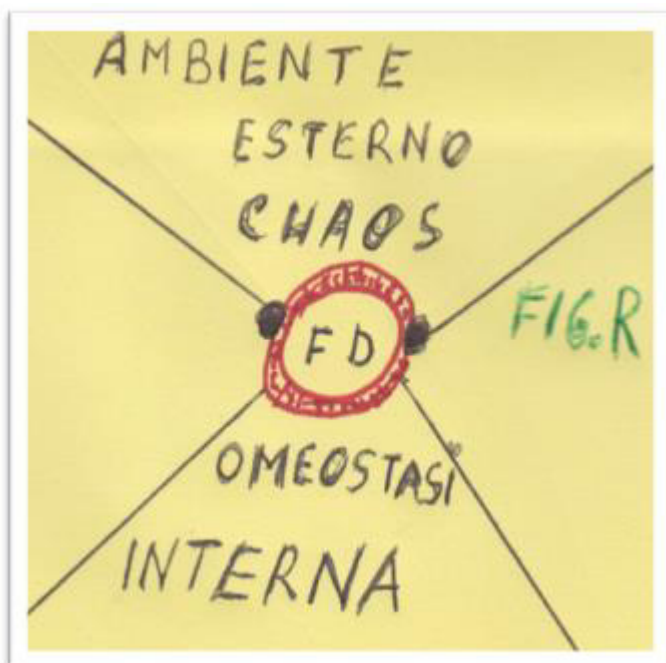 AMBIENTE
ESTERNO
CHAOS
FD
FIG.R
OMEOSTASI
INTERNA